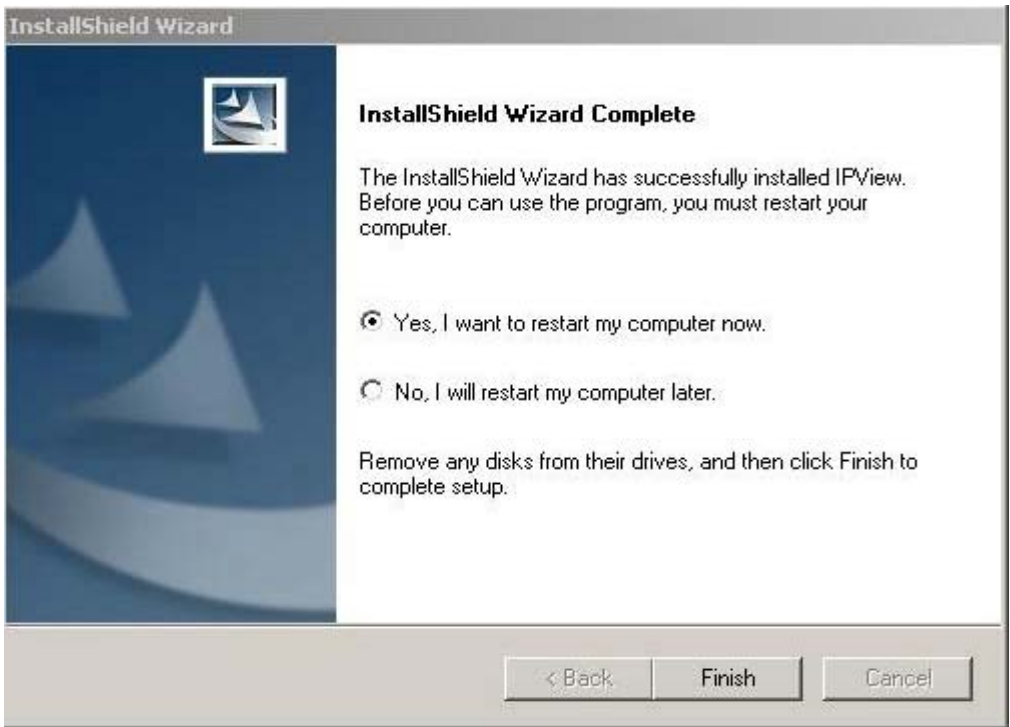 InstallShield Wizard
InstallShield Wizard Complete
The InstallShield Wizard has successfully installed IPView.
Before you can use the program, you must restart your
computer.
Yes, I want to restart my computer now.
No, I will restart my computer later.
Remove any disks from their drives, and then click Finish to
complete setup.
< Back
Finish
Cancel